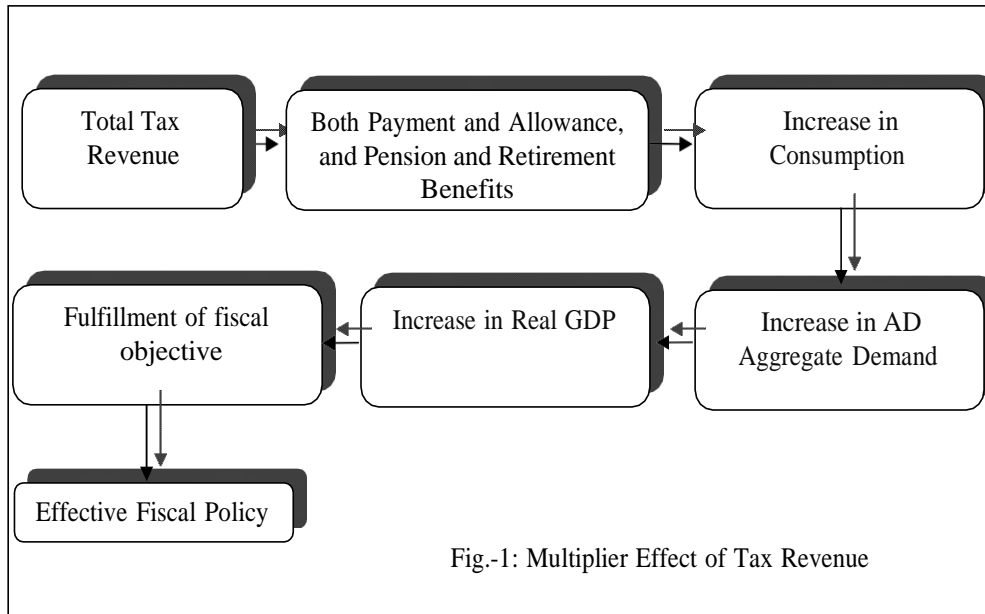 Total Tax
Revenue
Both Payment and Allowance,
and Pension and Retirement
Benefits
Increase in
Consumption
Increase in AD
Aggregate Demand
Increase in Real GDP
Fulfillment of fiscal
objective
Effective Fiscal Policy
Fig.-1: Multiplier Effect of Tax Revenue